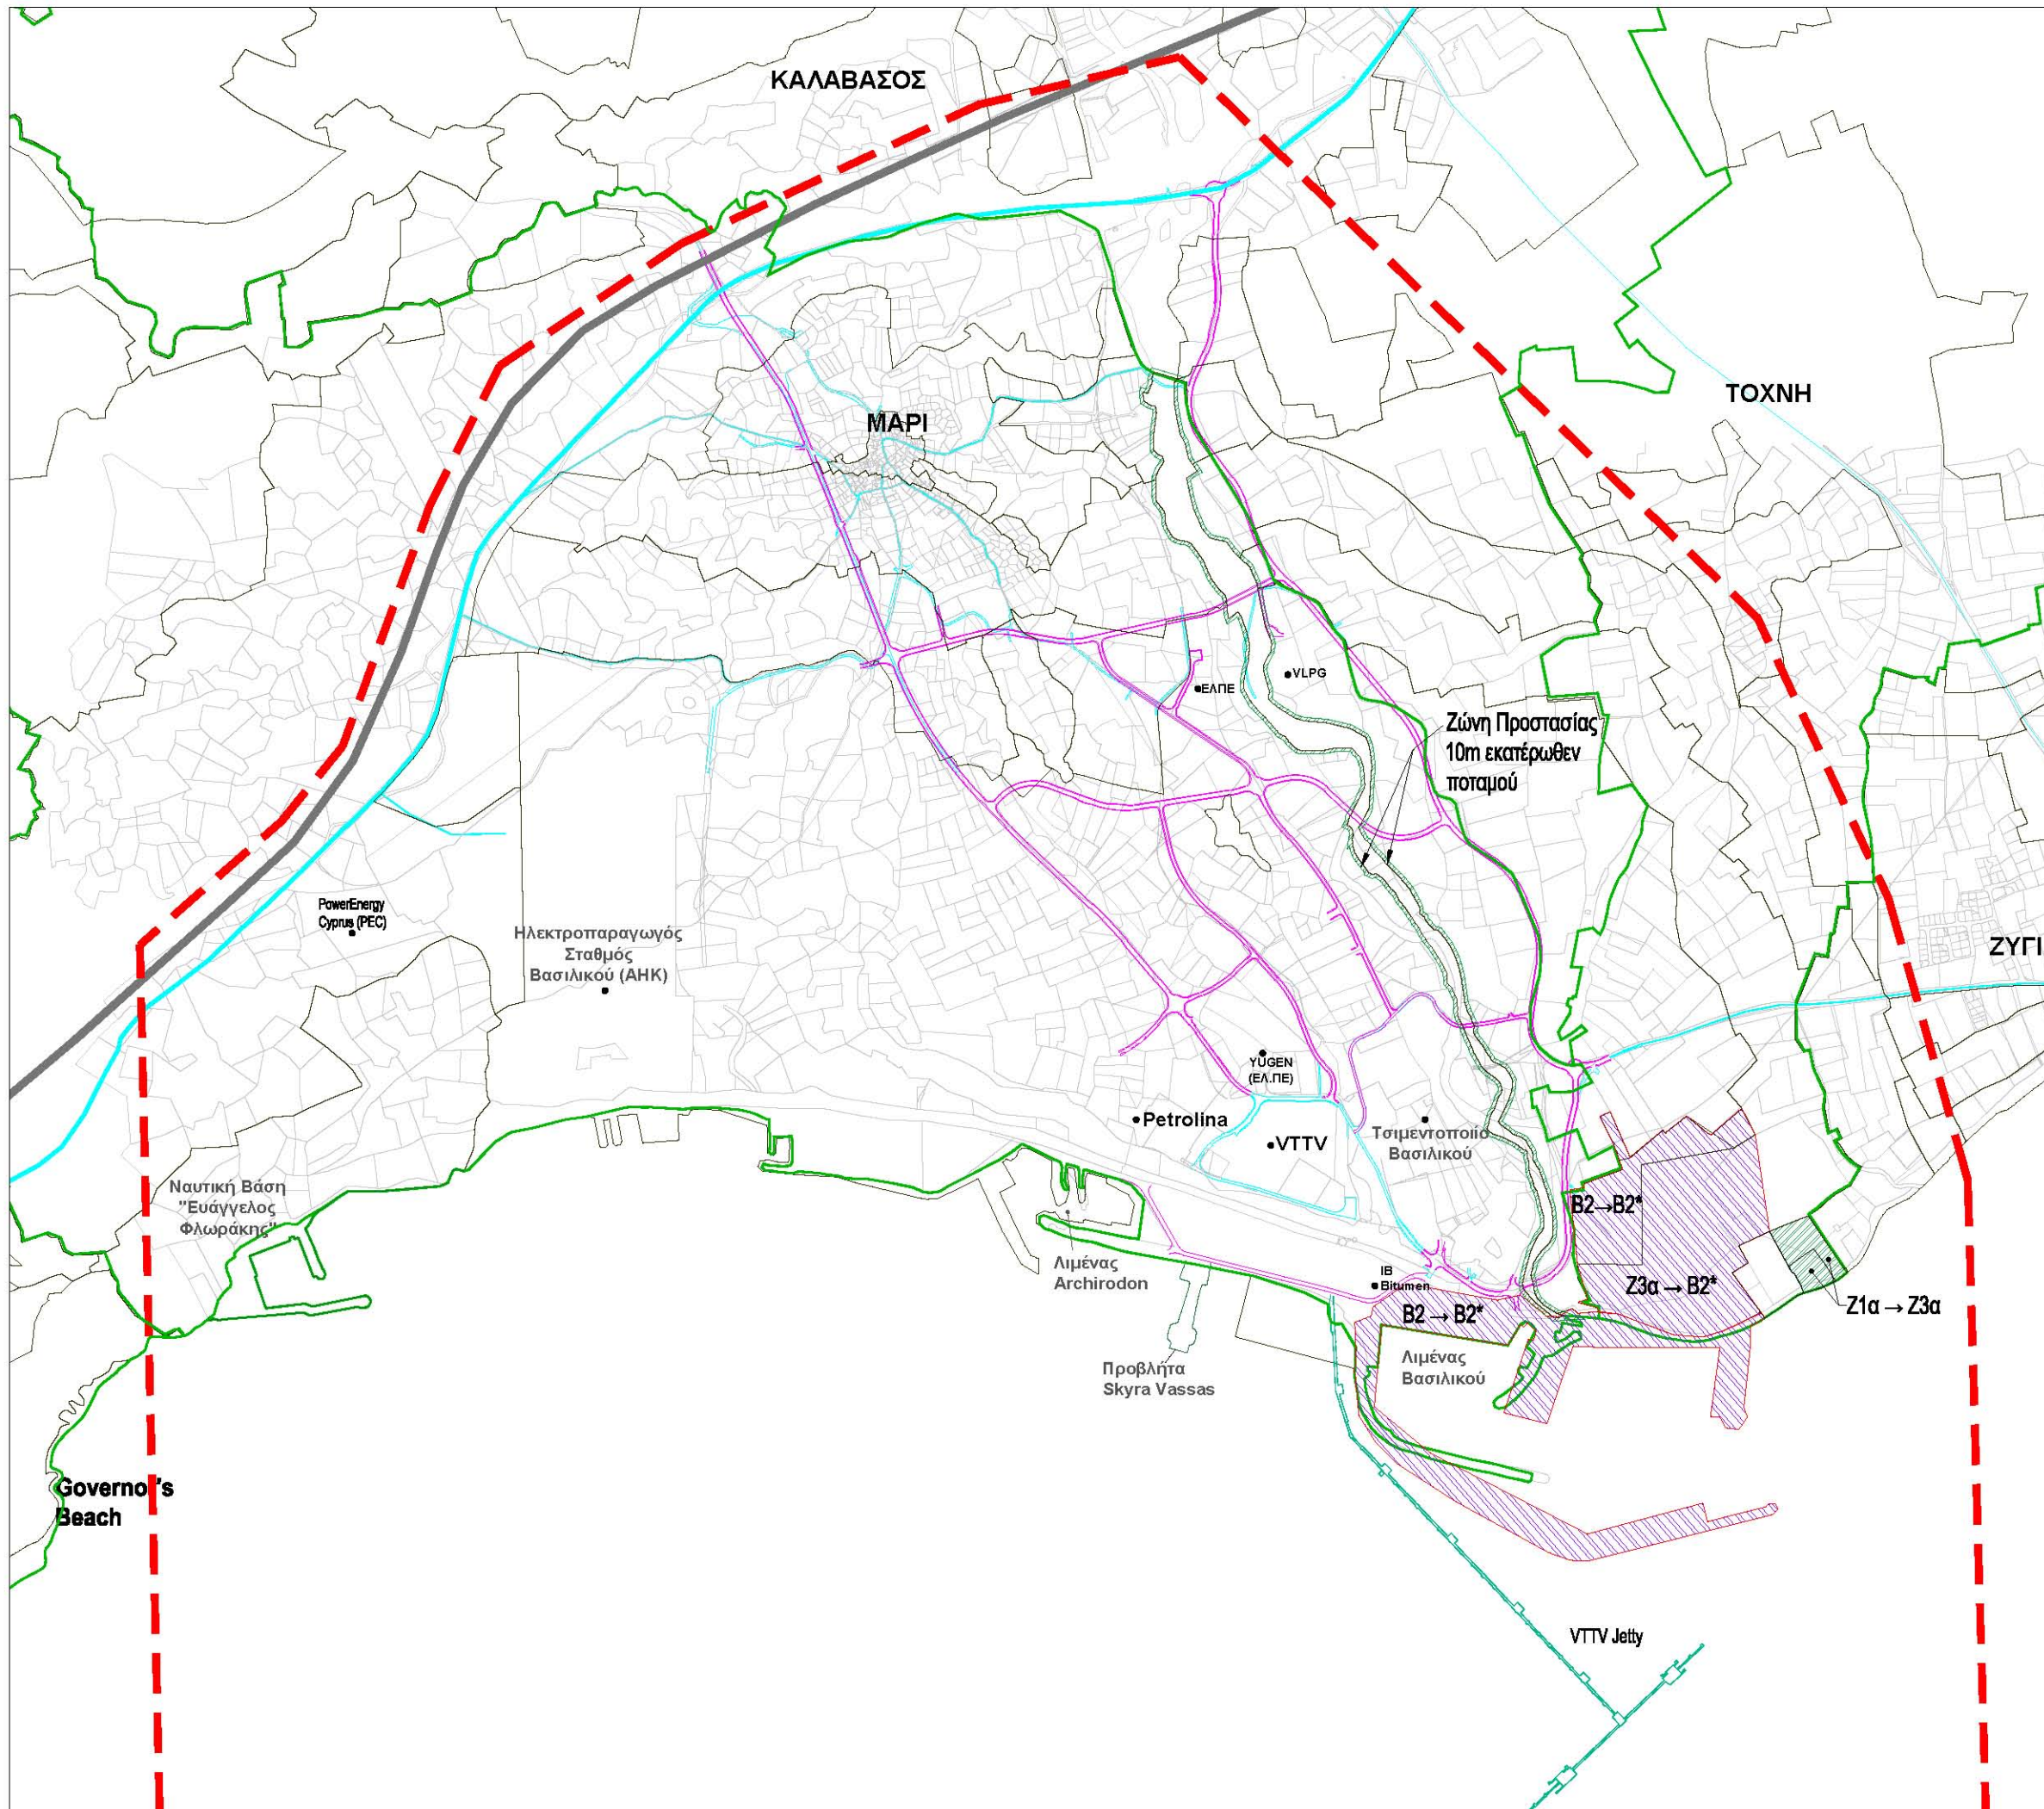 ΚΑΛΑΒΑΣΟΣ
ΤΟΧΝΗ
ΜΑΡΙ
VLPG
ΕΛΠΕ
Ζώνη Προστασίας
10m εκατέρωθεν
ποταμού
PowerEnergy
Cyprus (PEC)
Ηλεκτροπαραγωγός
Σταθμός
Βασιλικού (ΑΗΚ)
ΖΥΓΙ
YUGEN
(ΕΛ.ΠΕ)
Petrolina
VTTV
Τσιμεντοποιίο
Βασιλικού
Ναυτική Βάση
"Ευάγγελος
Φλωράκης"
B2→B2*
Λιμένας
Archirodon
IB
Bitumen
Z3α → B2*
Z1α → Z3α
B2 → B2*
Λιμένας
Βασιλικού
Προβλήτα
Skyra Vassas
Governor's
Beach
VTTV Jetty